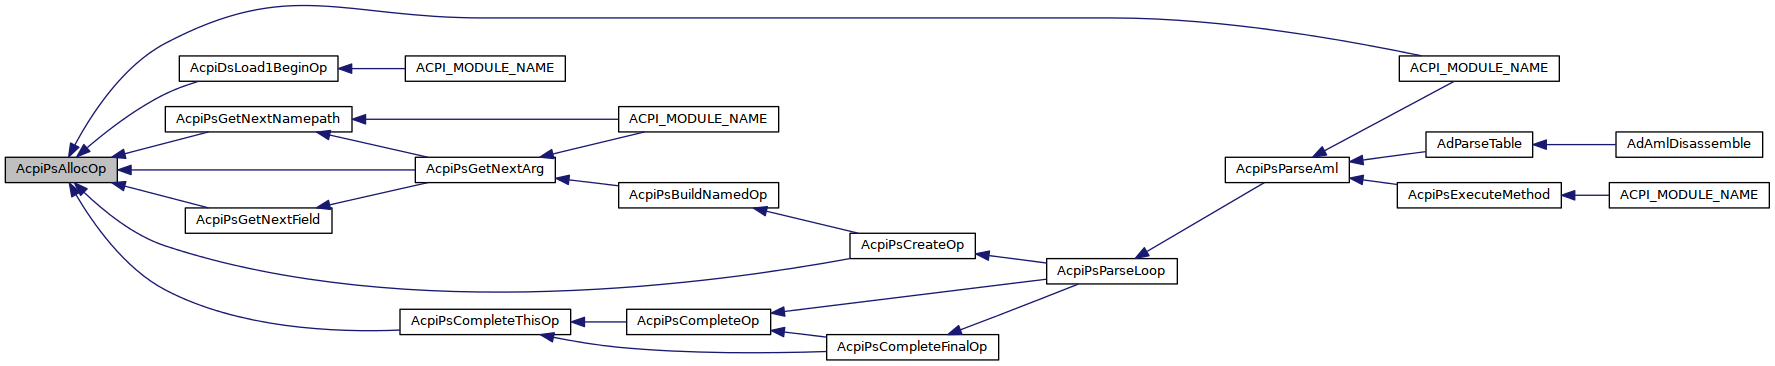 AcpiPsAllocOp
AcpiDsLoad1BeginOp
ACPI_MODULE_NAME
AcpiPsGetNextNamepath
AcpiPsGetNextField
AcpiPsGetNextArg
ACPI_MODULE_NAME
AcpiPsBuildNamedOp
AcpiPsCreateOp
AcpiPsCompleteThisOp
AcpiPsCompleteOp
AcpiPsCompleteFinalOp
AcpiPsParseLoop
AcpiPsParseAml
ACPI_MODULE_NAME
AdParseTable
AdAmlDisassemble
AcpiPsExecuteMethod
ACPI_MODULE_NAME